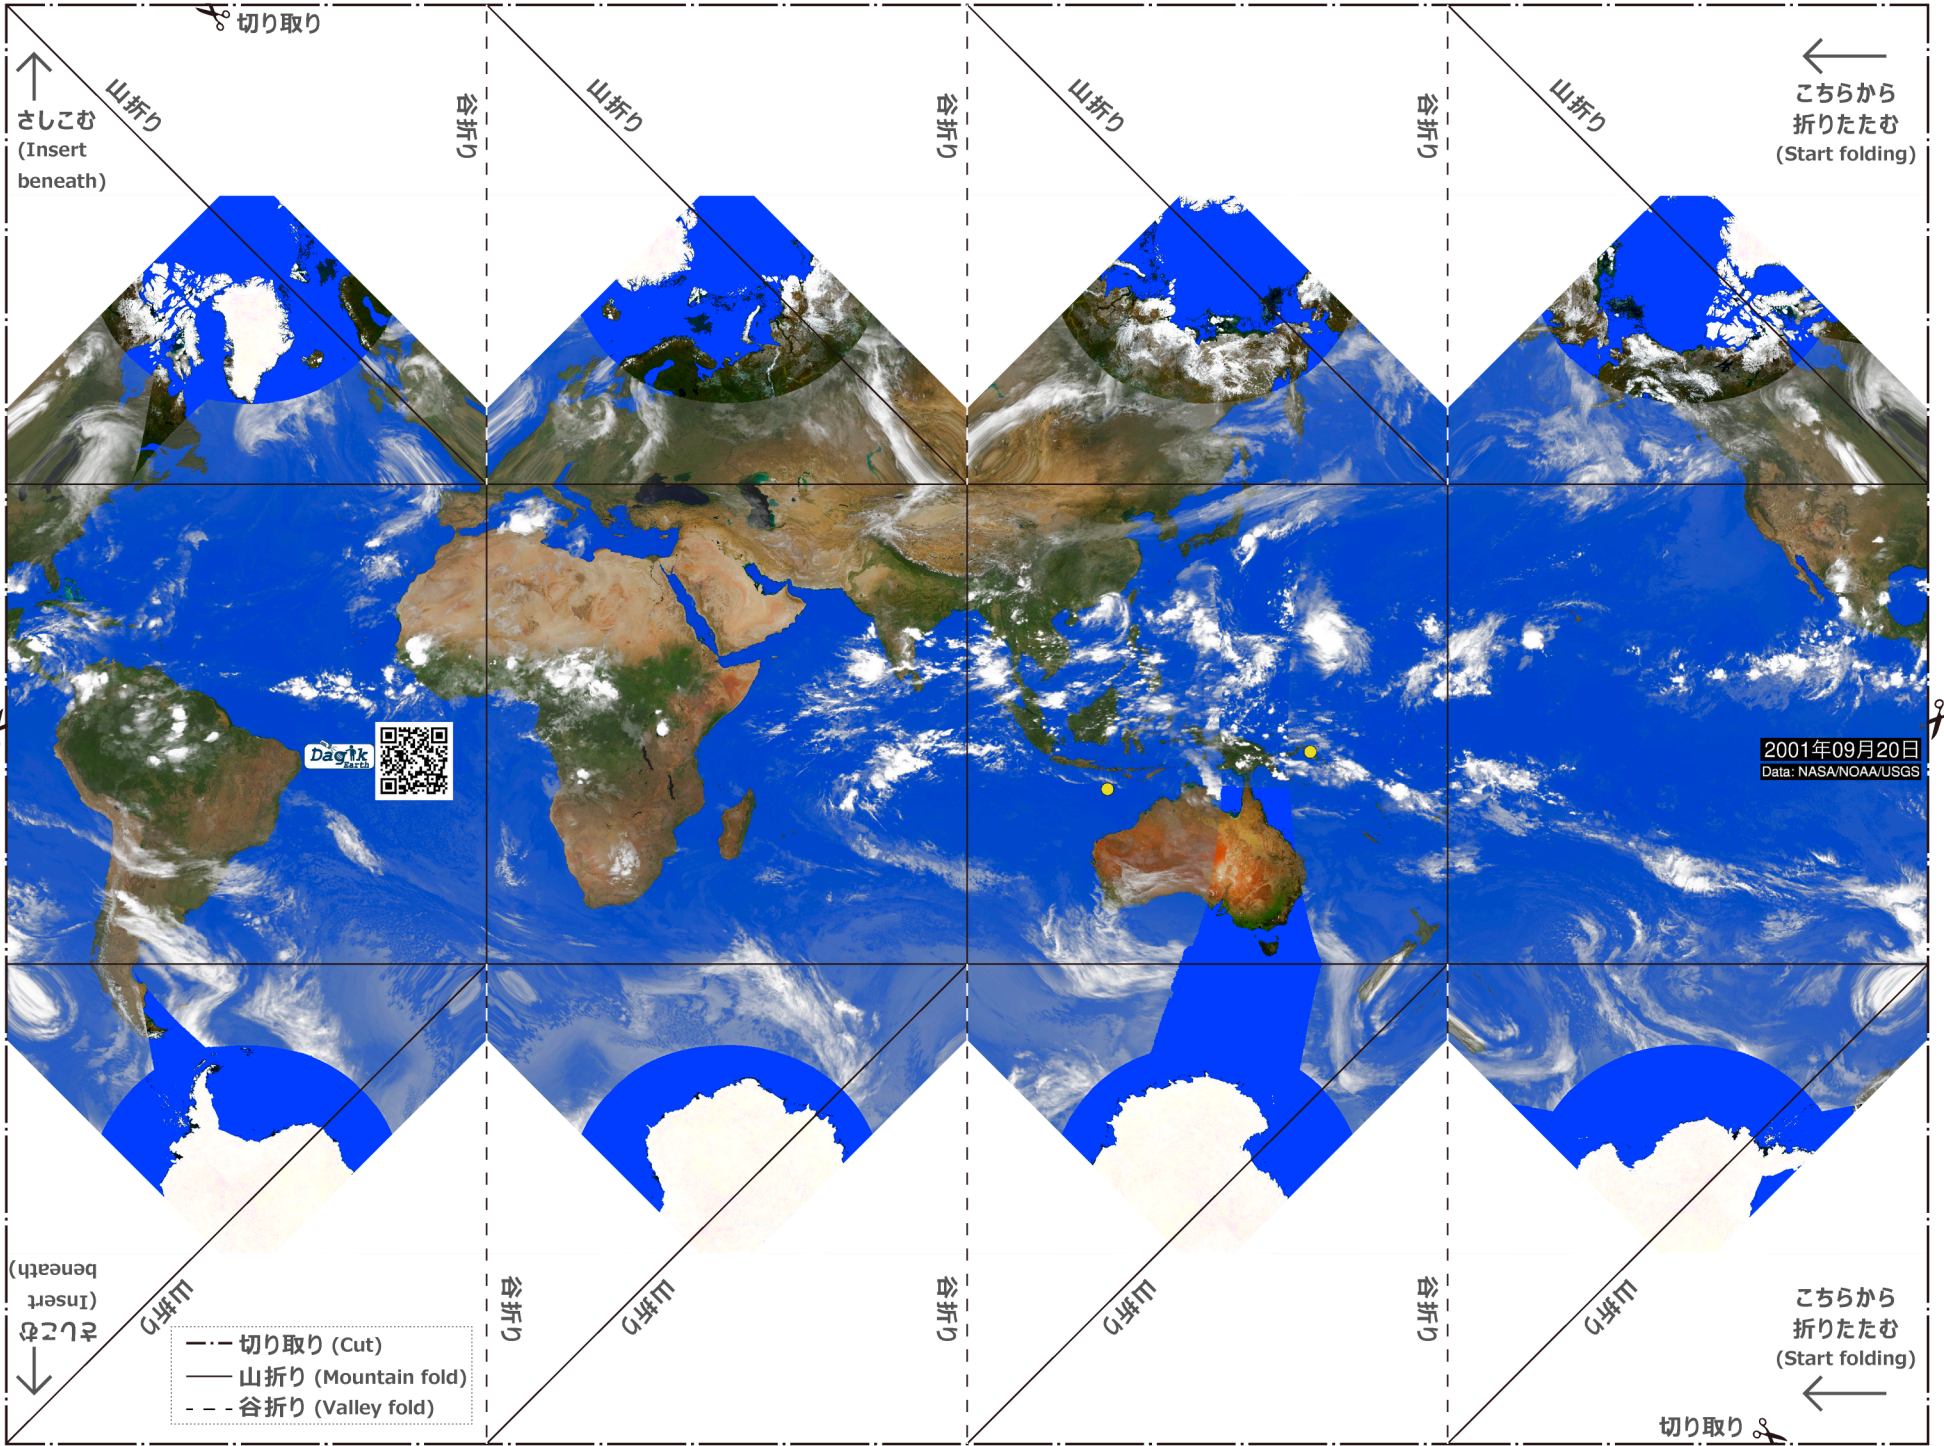 切り取り
山折り
谷折り
山折り
谷折り
山折り
谷折り
山折り
さしこむ
(Insert
beneath)
こちらから
折りたたむ
(Start folding)
Dagik
Earth
2001年09月20日
Data: NASA/NOAA/USGS
さしこむ
(Insert
beneath)
山折り
谷折り
山折り
谷折り
山折り
谷折り
山折り
こちらから
折りたたむ
(Start folding)
切り取り (Cut)
山折り (Mountain fold)
谷折り (Valley fold)
切り取り